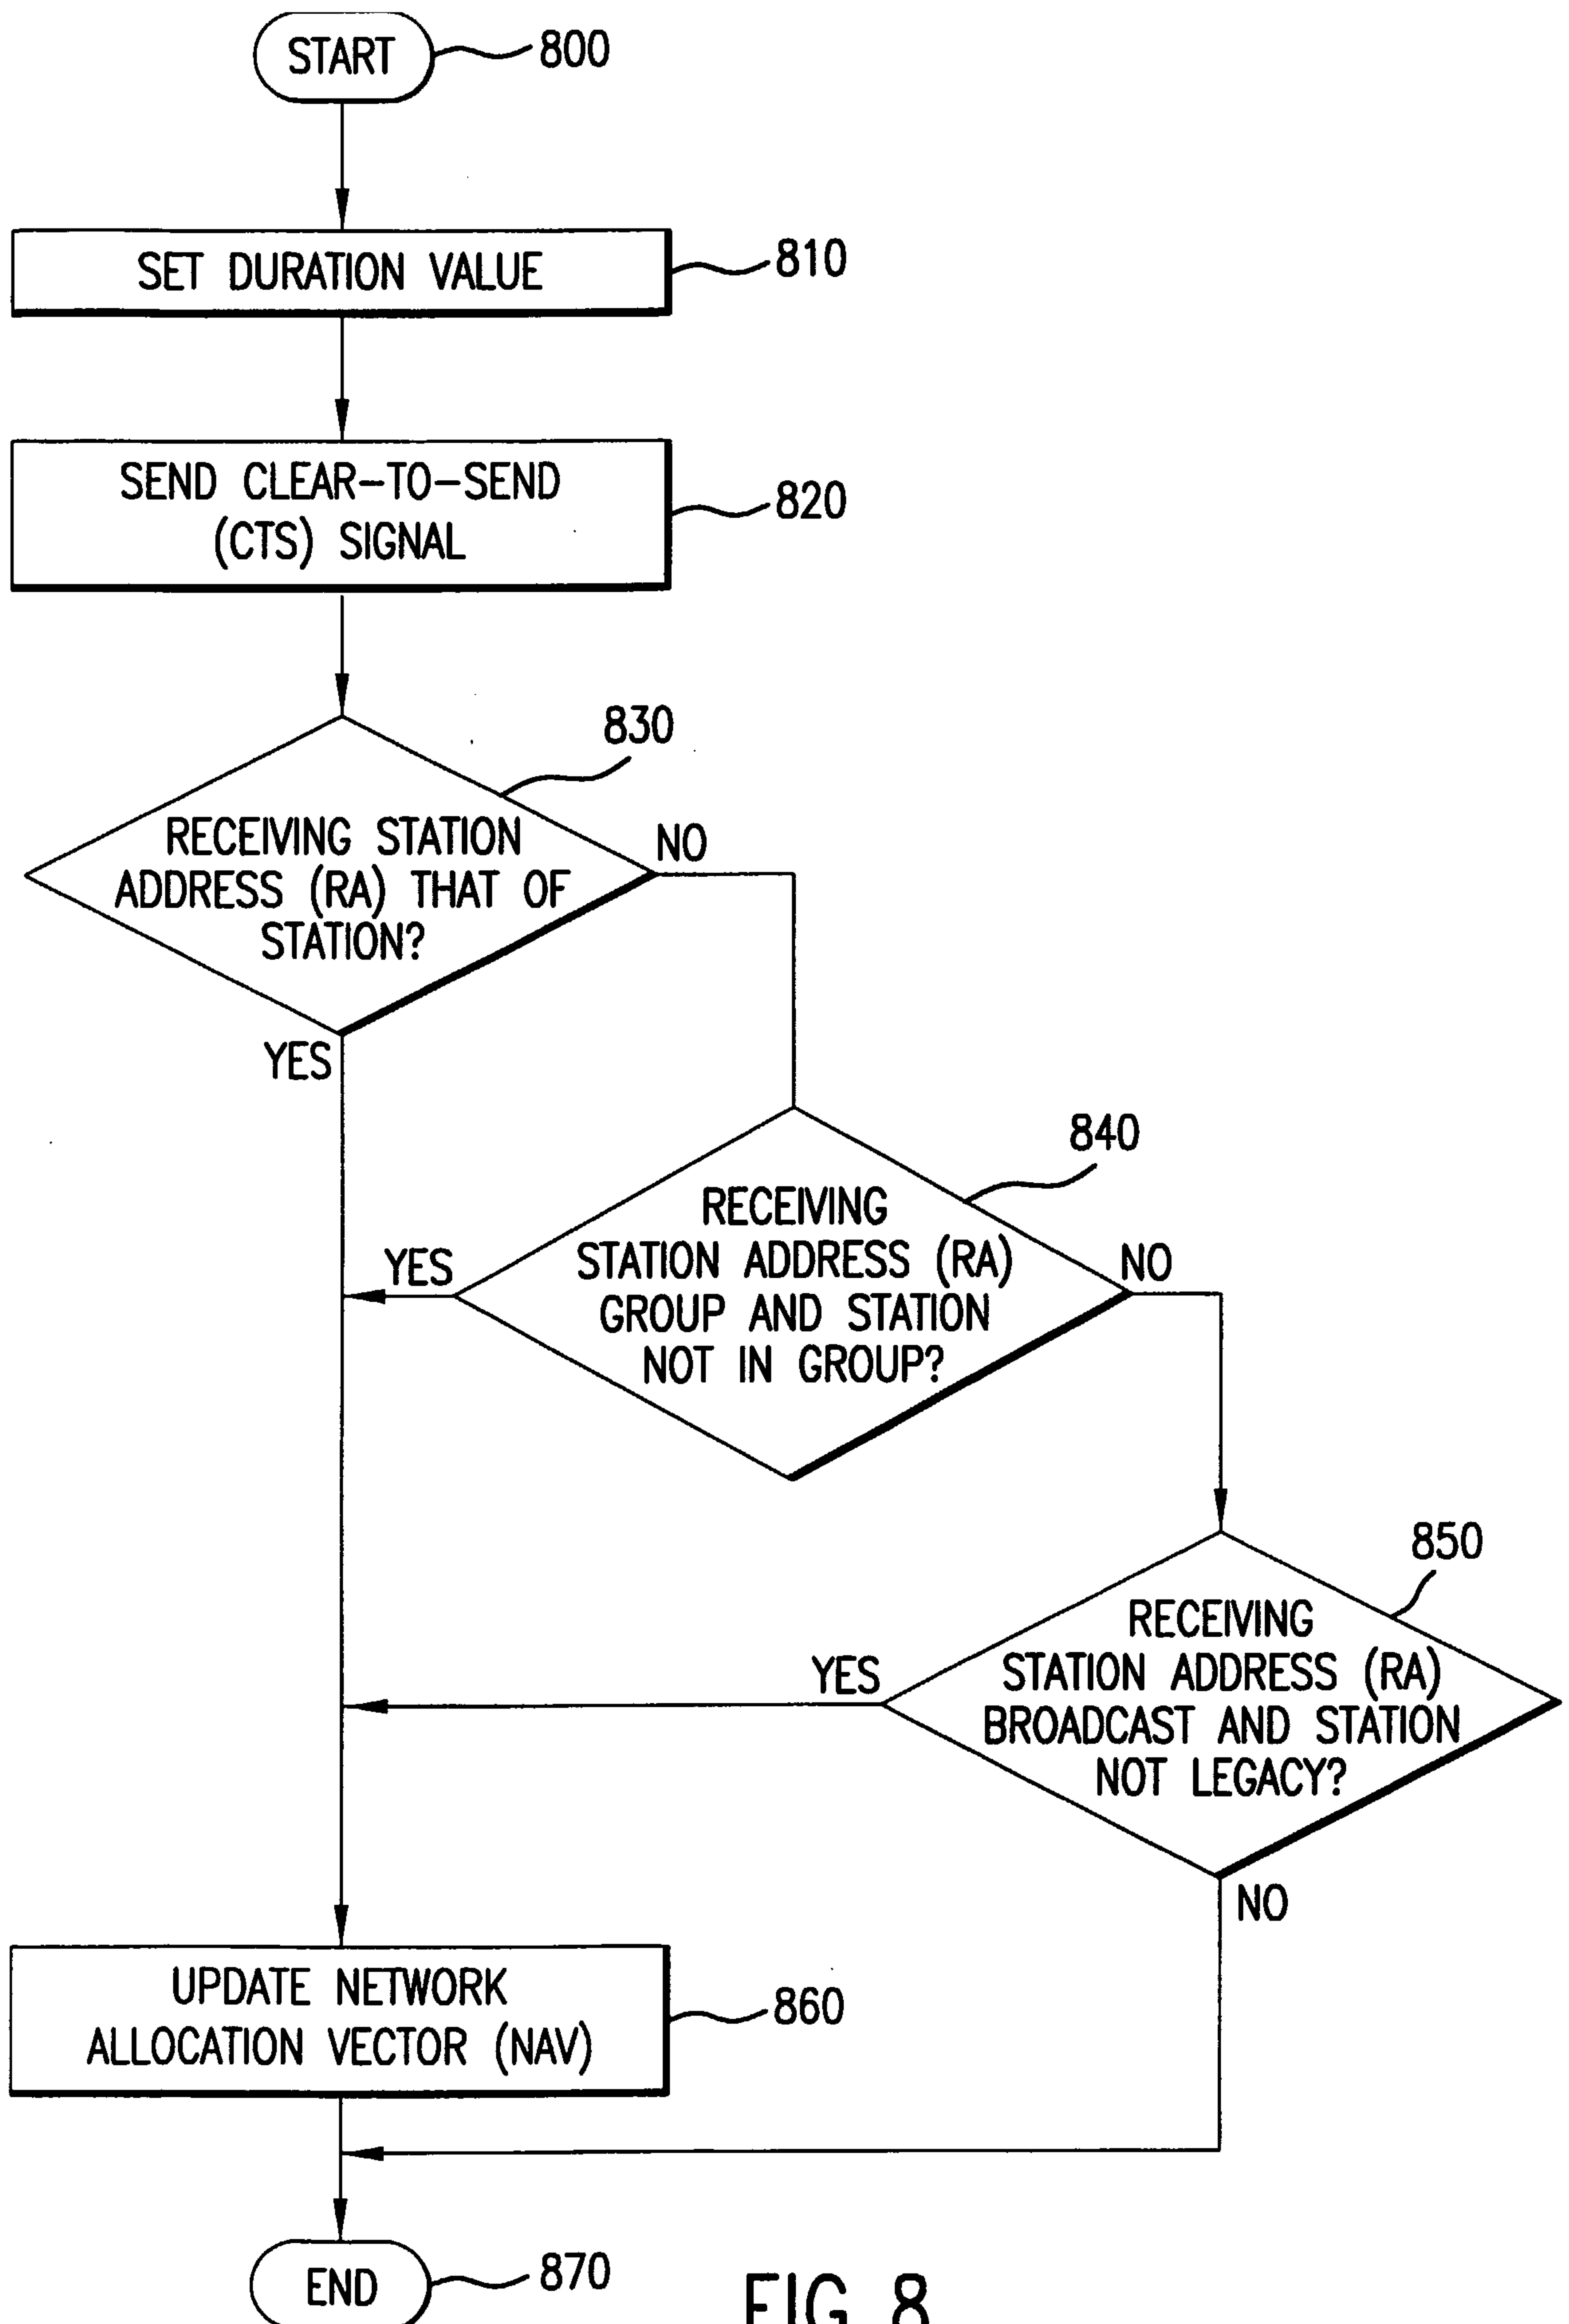 START
800
SET DURATION VALUE
810
SEND CLEAR-TO-SEND
(CTS) SIGNAL
820
830
RECEIVING STATION
ADDRESS (RA) THAT OF
STATION?
NO
YES
840
RECEIVING
STATION ADDRESS (RA)
GROUP AND STATION
NOT IN GROUP?
YES
NO
850
RECEIVING
STATION ADDRESS (RA)
BROADCAST AND STATION
NOT LEGACY?
YES
NO
UPDATE NETWORK
ALLOCATION VECTOR (NAV)
860
END
870
FIG 8